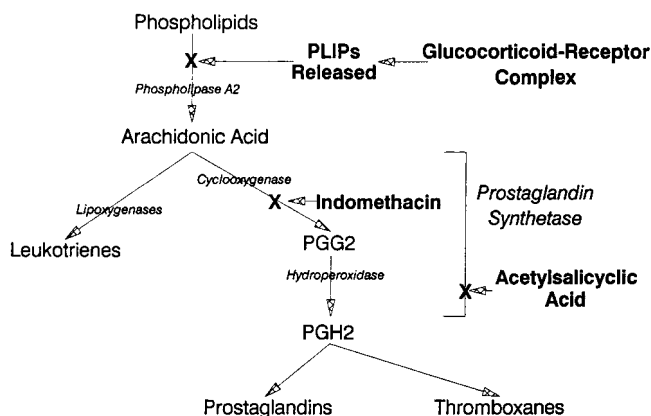 Phospholipids
X
PLIPs
Released
Glucocorticoid-Receptor
Complex
Phospholipase A2
Arachidonic Acid
Cyclooxygenase
X
Indomethacin
Prostaglandin
Synthetase
Lipoxygenases
Leukotrienes
PGG2
Hydroperoxidase
X
Acetylsalicyclic
Acid
PGH2
Prostaglandins
Thromboxanes